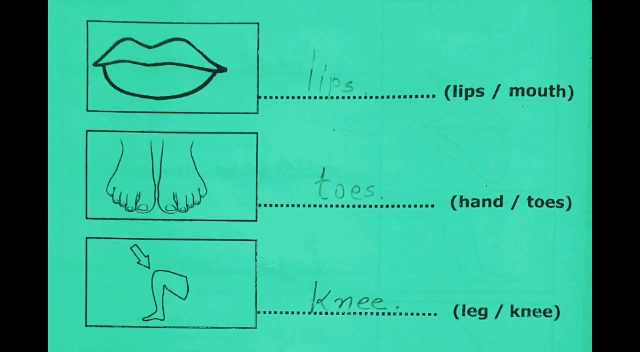 lips. (lips / mouth)
toes. (hand / toes)
knee. (leg / knee)